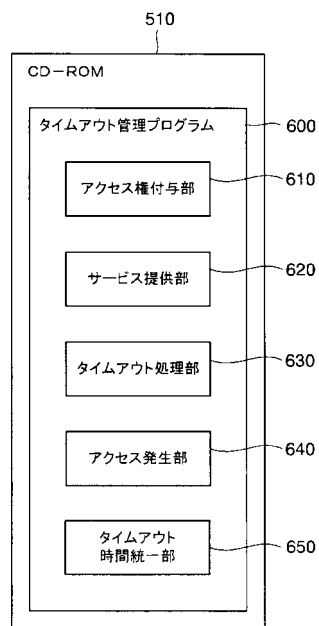 510
CD−ROM
タイムアウト管理プログラム
600
アクセス権付与部
610
サービス提供部
620
タイムアウト処理部
630
アクセス発生部
640
タイムアウト
時間統一部
650